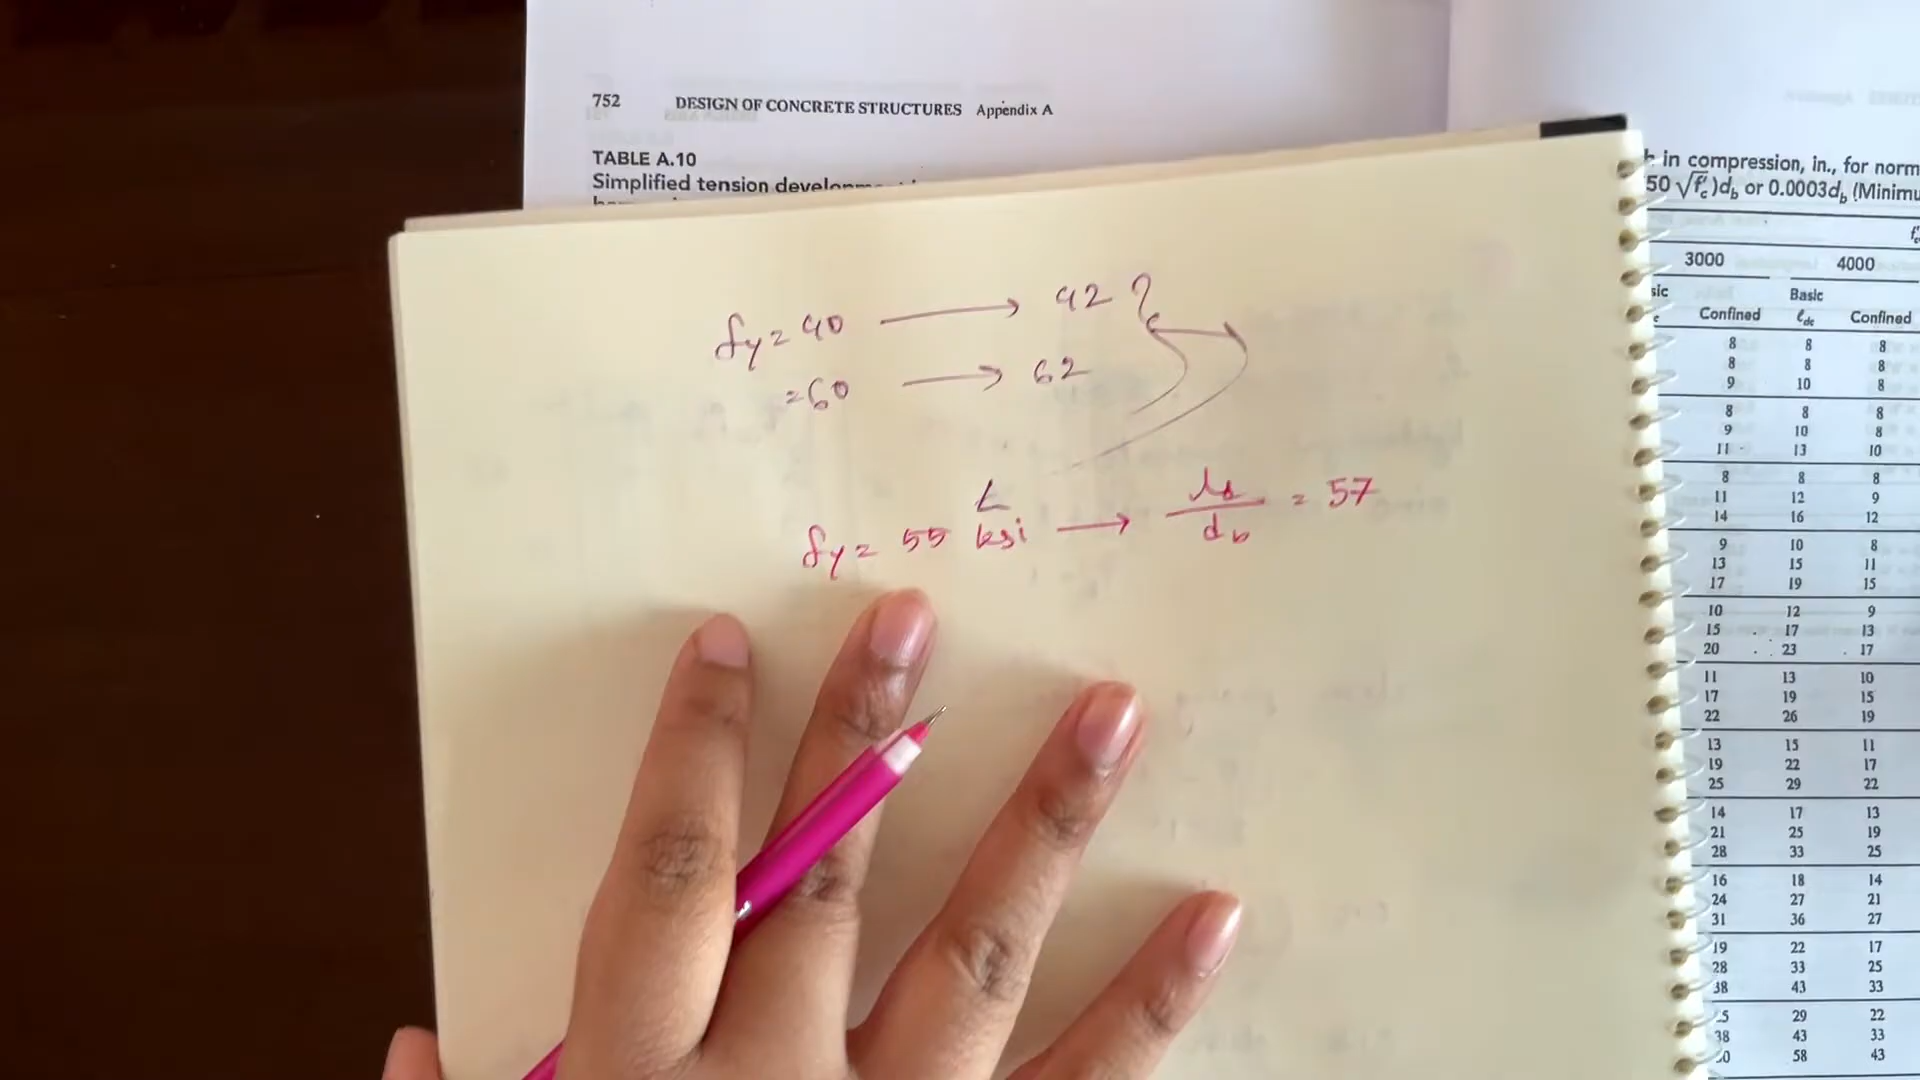 752 DESIGN OF CONCRETE STRUCTURES Appendix A
TABLE A.10
Simplified tension
fy = 40 → 42
= 60 → 62
fy = 55 ksi → ld/db = 57
in compression, in., for norm
50 √f'c)db or 0.0003db (Minimu
f'c
3000 4000
sic Basic
Confined ldc Confined
8 8 8
8 8 8
9 10 8
8 8 8
9 10 8
11 13 10
8 8 8
11 12 9
14 16 12
9 10 8
13 15 11
17 19 15
10 12 9
15 17 13
20 23 17
11 13 10
17 19 15
22 26 19
13 15 11
19 22 17
25 29 22
14 17 13
21 25 19
28 33 25
16 18 14
24 27 21
31 36 27
19 22 17
28 33 25
38 43 33
29 22
38 43 33
58 43